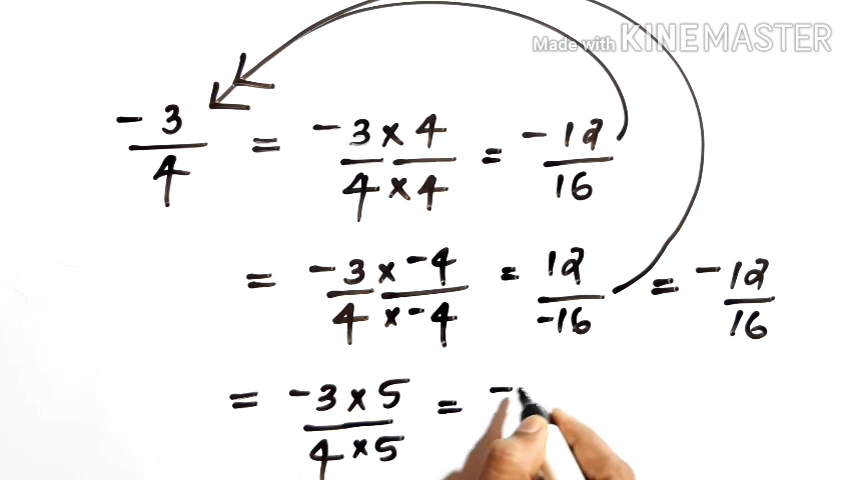 Made with KINEMASTER
-3/4 = -3×4/4×4 = -12/16
= -3×-4/4×-4 = 12/-16 = -12/16
= -3×5/4×5 = -